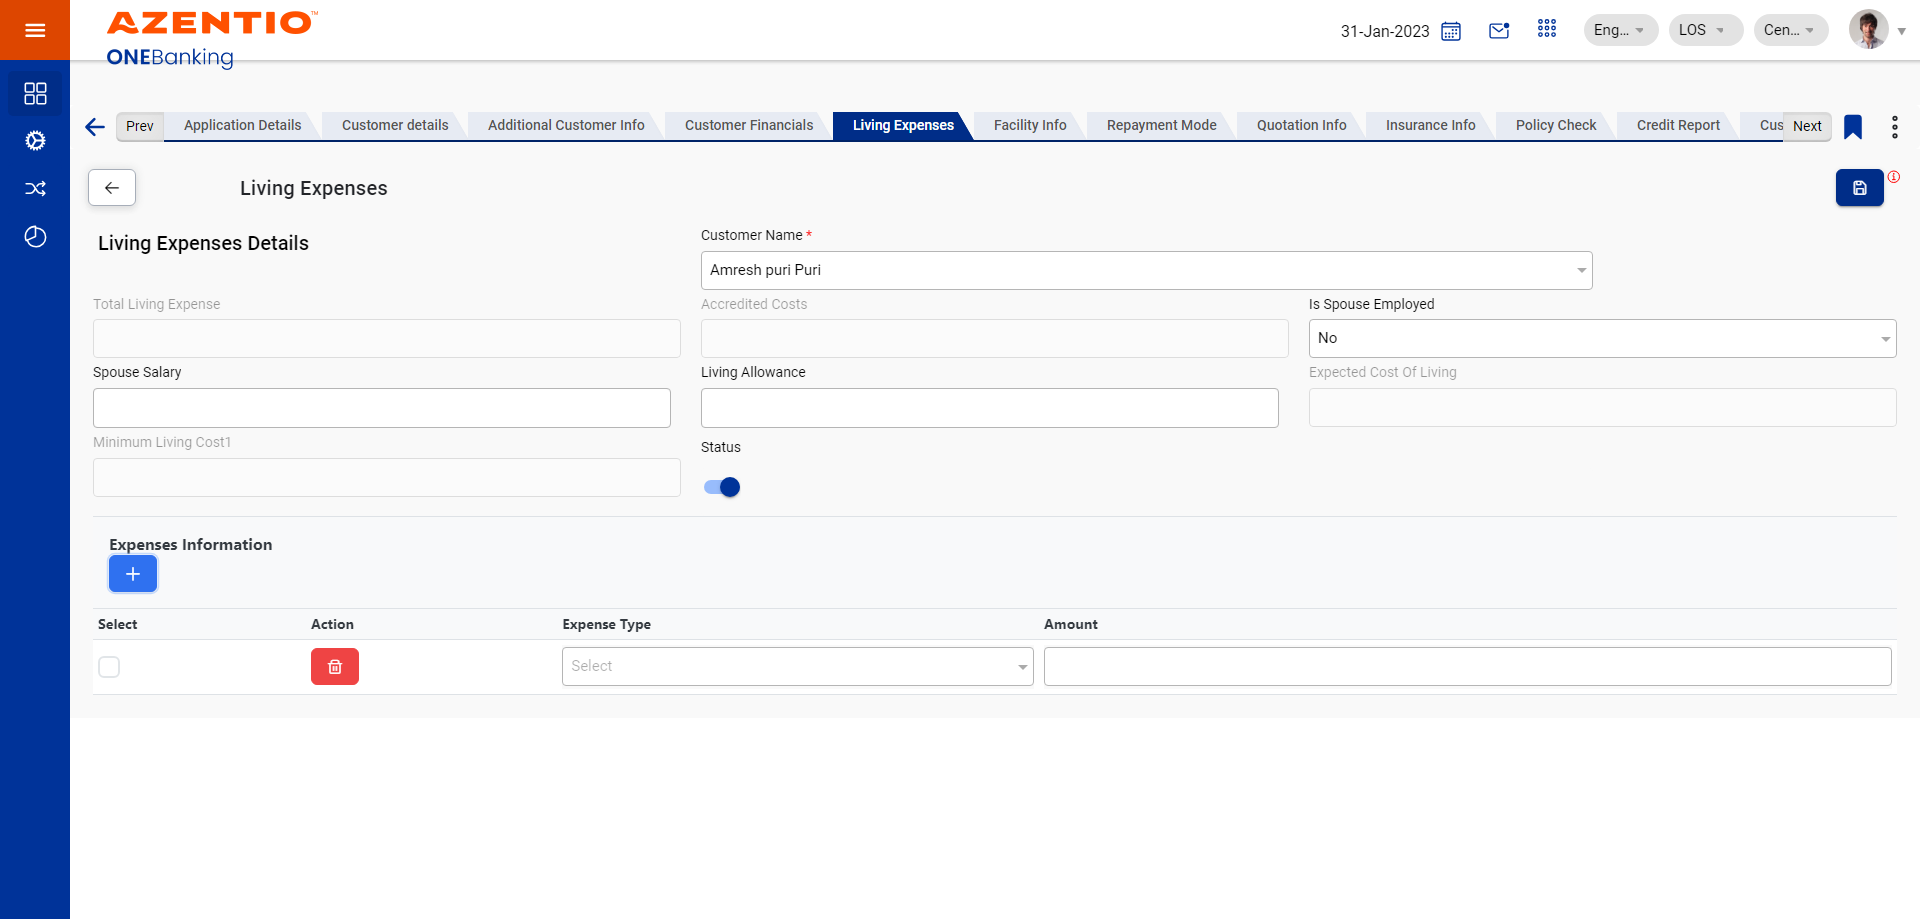 AZENTIO™
ONEBanking
31-Jan-2023
Eng...
LOS
Cen...
Prev
Application Details
Customer details
Additional Customer Info
Customer Financials
Living Expenses
Facility Info
Repayment Mode
Quotation Info
Insurance Info
Policy Check
Credit Report
Cus
Next
Living Expenses
Living Expenses Details
Customer Name *
Amresh puri Puri
Total Living Expense
Accredited Costs
Is Spouse Employed
No
Spouse Salary
Living Allowance
Expected Cost Of Living
Minimum Living Cost1
Status
Expenses Information
Select
Action
Expense Type
Amount
Select